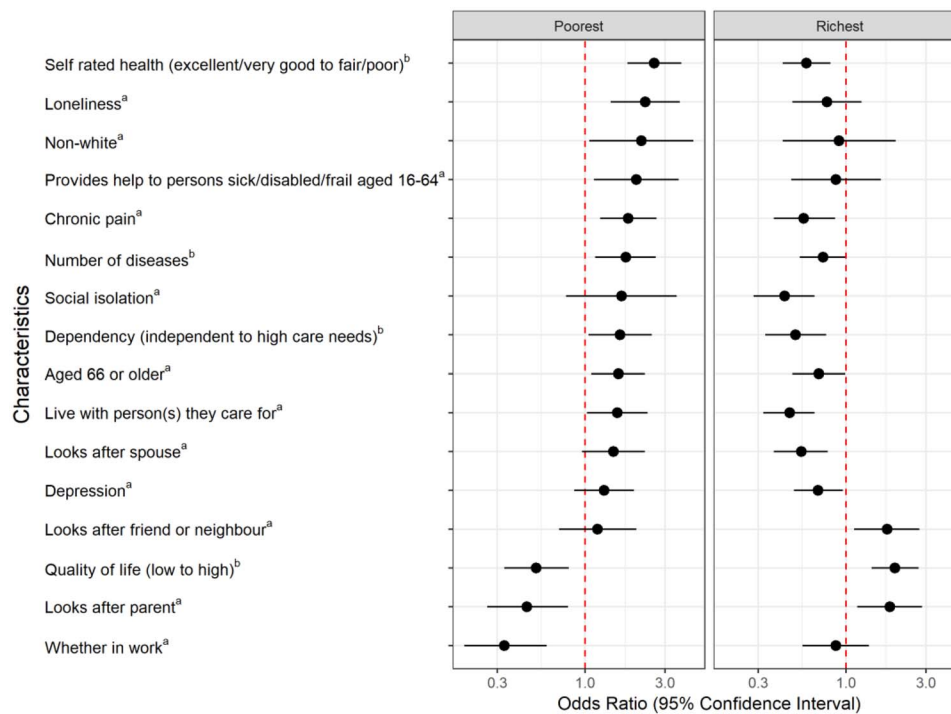 Poorest
Richest
Self rated health (excellent/very good to fair/poor)ᵇ
Lonelinessᵃ
Non-whiteᵃ
Provides help to persons sick/disabled/frail aged 16-64ᵃ
Chronic painᵃ
Number of diseasesᵇ
Social isolationᵃ
Dependency (independent to high care needs)ᵇ
Aged 66 or olderᵃ
Live with person(s) they care forᵃ
Looks after spouseᵃ
Depressionᵃ
Looks after friend or neighbourᵃ
Quality of life (low to high)ᵇ
Looks after parentᵃ
Whether in workᵃ
Characteristics
0.3 1.0 3.0
0.3 1.0 3.0
Odds Ratio (95% Confidence Interval)